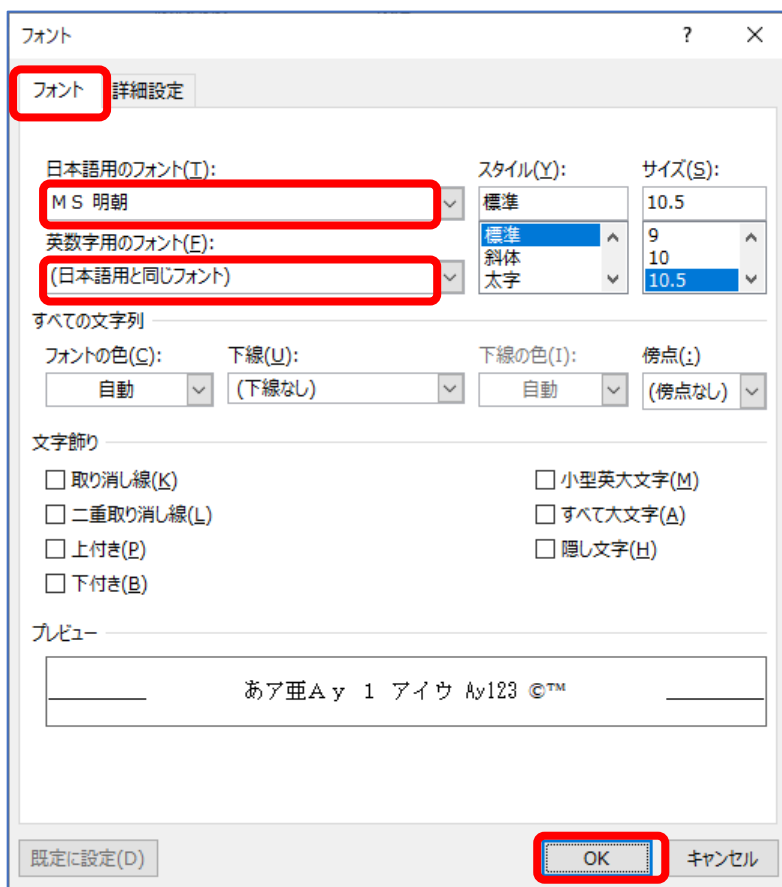 フォント ? ×
フォント 詳細設定
日本語用のフォント(T): スタイル(Y): サイズ(S):
ＭＳ 明朝 標準 10.5
英数字用のフォント(F): 標準 9
斜体 10
(日本語用と同じフォント) 太字 10.5
すべての文字列
フォントの色(C): 下線(U): 下線の色(I): 傍点(:)
自動 (下線なし) 自動 (傍点なし)
文字飾り
取り消し線(K) 小型英大文字(M)
二重取り消し線(L) すべて大文字(A)
上付き(P) 隠し文字(H)
下付き(B)
プレビュー
あア亜Ａｙ １ アイウ Ay123 ©™
既定に設定(D) OK キャンセル